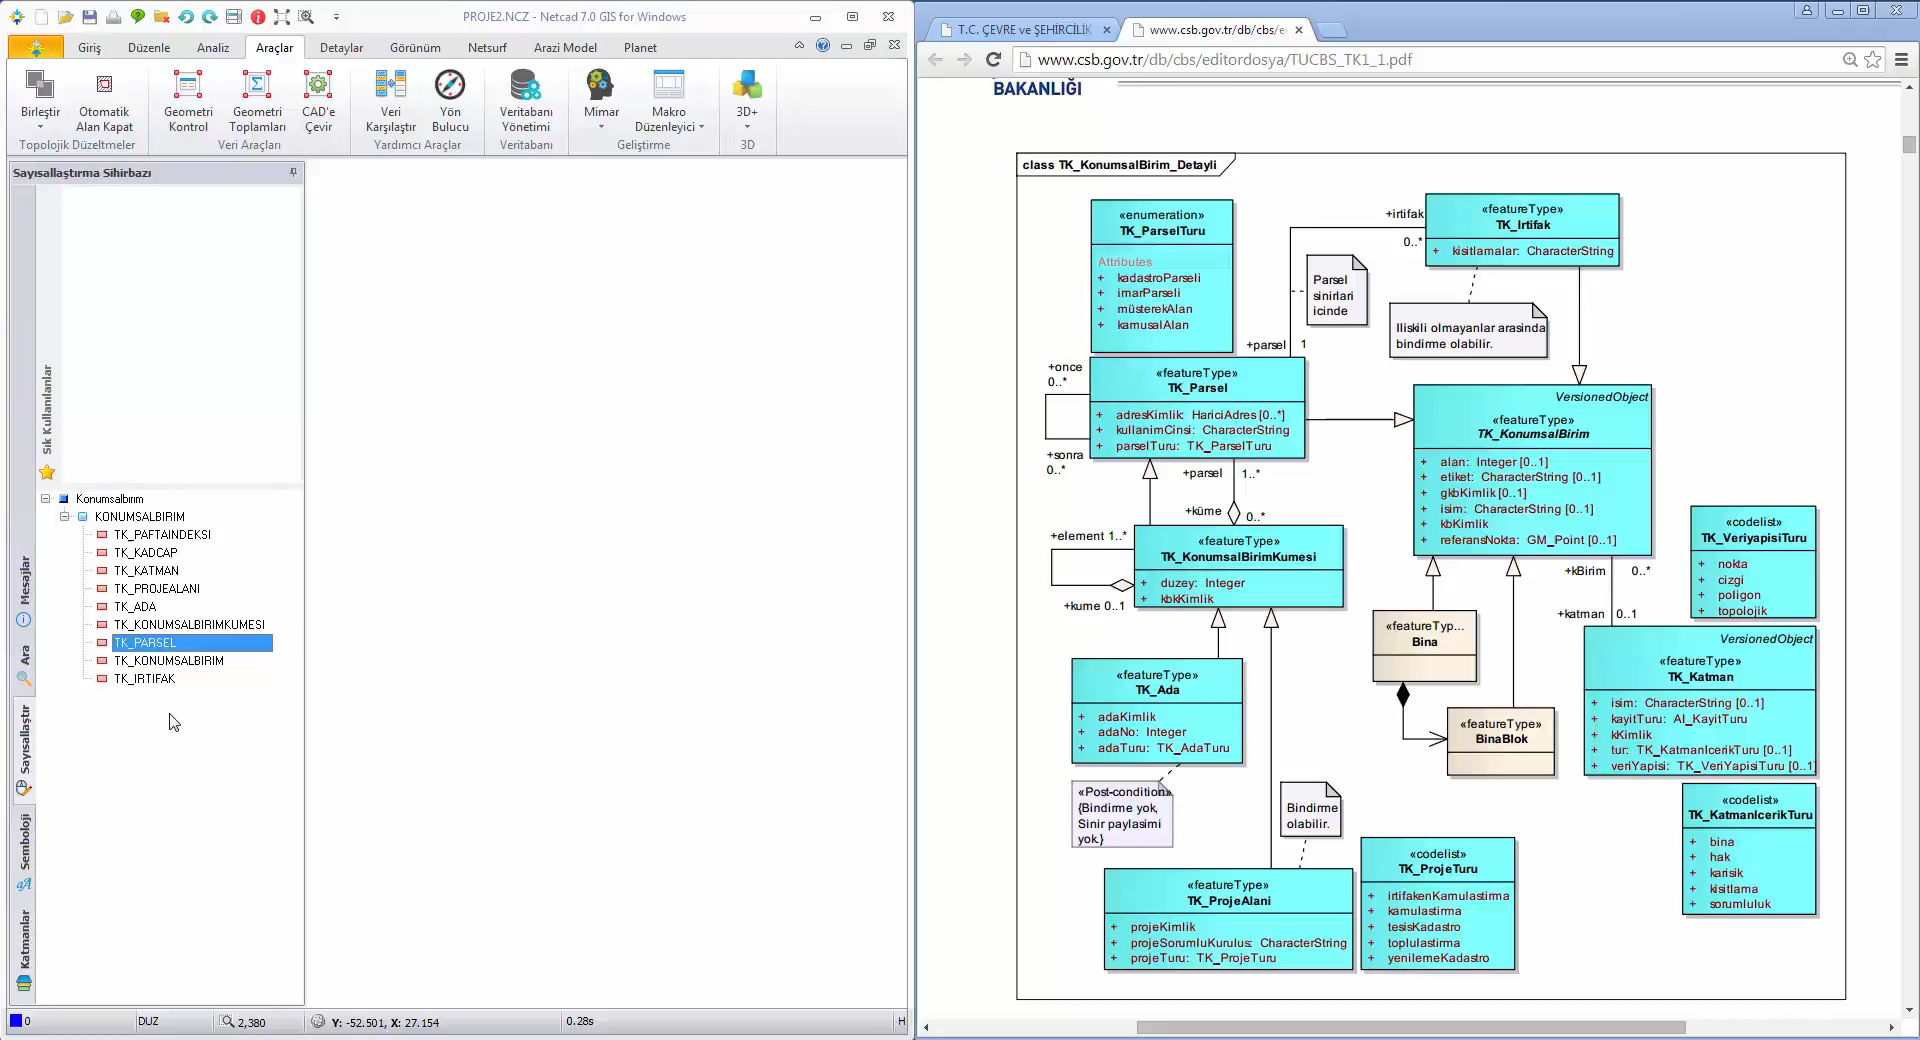 PROJE2.NCZ - Netcad 7.0 GIS for Windows
Giriş
Düzenle
Analiz
Araçlar
Detaylar
Görünüm
Netsurf
Arazi Model
Planet
Birleştir
Otomatik
Alan Kapat
Topolojik Düzeltmeler
Geometri
Kontrol
Geometri
Toplamları
CAD'e
Çevir
Veri Araçları
Veri
Karşılaştır
Yön
Bulucu
Yardımcı Araçlar
Veritabanı
Yönetimi
Veritabanı
Mimar
Makro
Düzenleyici
Geliştirme
3D+
3D
Sayısallaştırma Sihirbazı
Sık Kullanılanlar
Mesajlar
Ara
Sayısallaştır
Semboloji
Katmanlar
Konumsalbirim
KONUMSALBIRIM
TK_PAFTAINDEKSI
TK_KADCAP
TK_KATMAN
TK_PROJEALANI
TK_ADA
TK_KONUMSALBIRIMKUMESI
TK_PARSEL
TK_KONUMSALBIRIM
TK_IRTIFAK
0
DUZ
2,380
Y: -52.501, X: 27.154
0.28s
H
T.C. ÇEVRE ve ŞEHİRCİLİK
www.csb.gov.tr/db/cbs/e
www.csb.gov.tr/db/cbs/editordosya/TUCBS_TK1_1.pdf
BAKANLIĞI
class TK_KonumsalBirim_Detayli
«enumeration»
TK_ParselTuru
Attributes
+ kadastroParseli
+ imarParseli
+ müsterekAlan
+ kamusalAlan
+irtifak
0..*
«featureType»
TK_Irtifak
+ kisitlamalar: CharacterString
Parsel
sinirlari
icinde
Iliskili olmayanlar arasinda
bindirme olabilir.
+parsel 1
+once
0..*
«featureType»
TK_Parsel
+ adresKimlik: HariciAdres [0..*]
+ kullanimCinsi: CharacterString
+ parselTuru: TK_ParselTuru
+sonra
0..*
+parsel 1..*
VersionedObject
«featureType»
TK_KonumsalBirim
+ alan: Integer [0..1]
+ etiket: CharacterString [0..1]
+ gkbKimlik [0..1]
+ isim: CharacterString [0..1]
+ kbKimlik
+ referansNokta: GM_Point [0..1]
+küme 0..*
+element 1..*
«featureType»
TK_KonumsalBirimKumesi
+ duzey: Integer
+ kbkKimlik
+kume 0..1
«codelist»
TK_VeriyapisiTuru
+ nokta
+ cizgi
+ poligon
+ topolojik
+kBirim 0..*
+katman 0..1
«featureTyp...
Bina
VersionedObject
«featureType»
TK_Katman
+ isim: CharacterString [0..1]
+ kayitTuru: AI_KayitTuru
+ kKimlik
+ tur: TK_KatmanIcerikTuru [0..1]
+ veriYapisi: TK_VeriYapisiTuru [0..1]
«featureType»
TK_Ada
+ adaKimlik
+ adaNo: Integer
+ adaTuru: TK_AdaTuru
«featureType»
BinaBlok
«Post-condition»
{Bindirme yok,
Sinir paylasimi
yok.}
Bindirme
olabilir.
«codelist»
TK_KatmanIcerikTuru
+ bina
+ hak
+ karisik
+ kisitlama
+ sorumluluk
«featureType»
TK_ProjeAlani
+ projeKimlik
+ projeSorumluKurulus: CharacterString
+ projeTuru: TK_ProjeTuru
«codelist»
TK_ProjeTuru
+ irtifakenKamulastirma
+ kamulastirma
+ tesisKadastro
+ toplulastirma
+ yenilemeKadastro